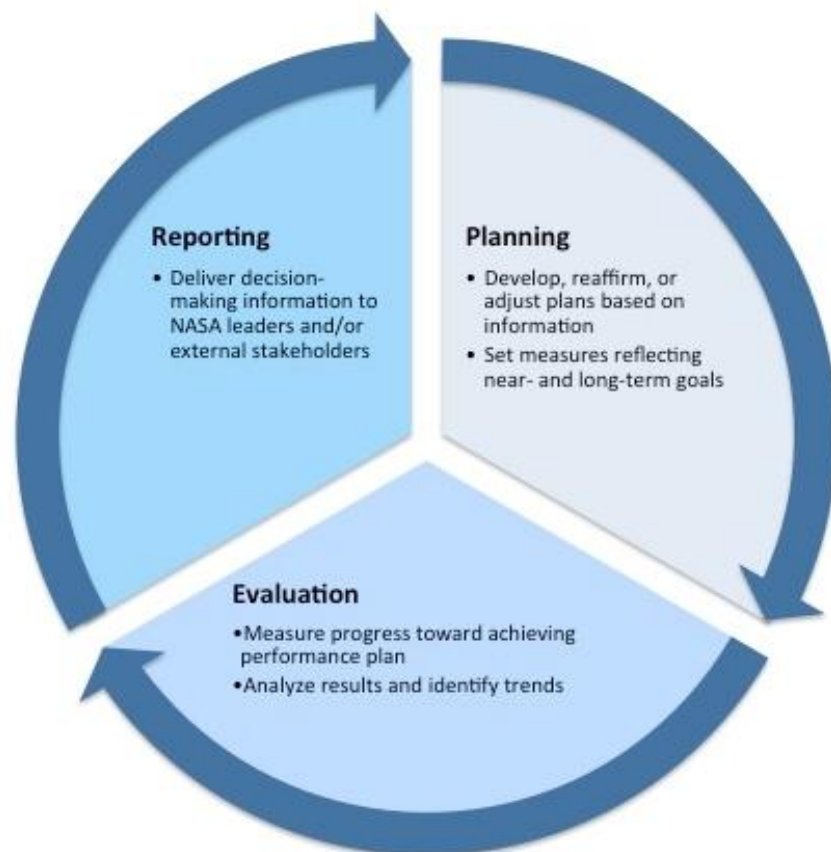 Reporting
• Deliver decision-
making information to
NASA leaders and/or
external stakeholders
Planning
• Develop, reaffirm, or
adjust plans based on
information
• Set measures reflecting
near- and long-term goals
Evaluation
•Measure progress toward achieving
performance plan
•Analyze results and identify trends